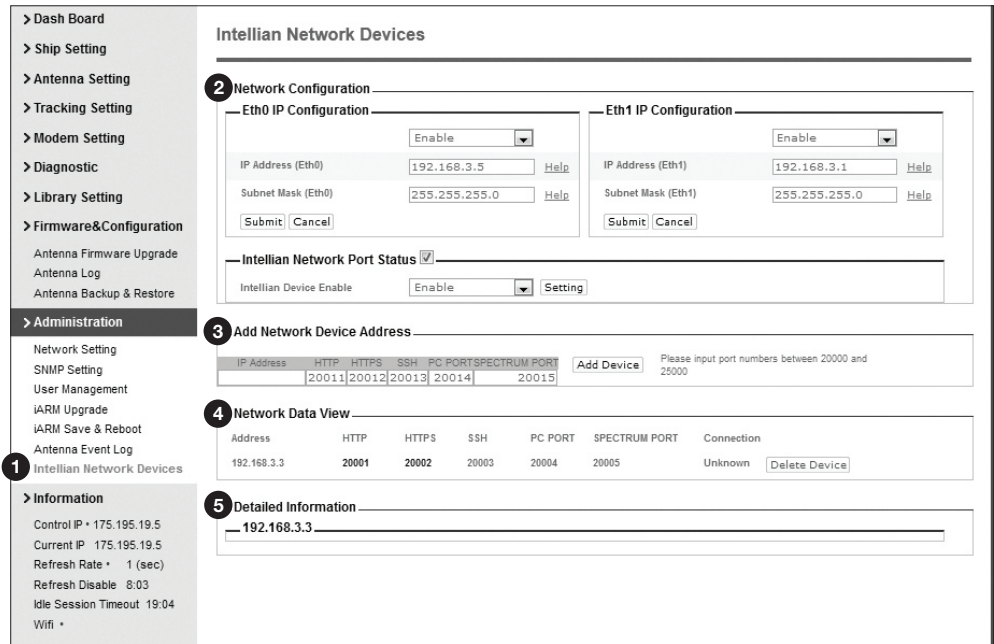 > Dash Board
> Ship Setting
> Antenna Setting
> Tracking Setting
> Modem Setting
> Diagnostic
> Library Setting
> Firmware&Configuration
Antenna Firmware Upgrade
Antenna Log
Antenna Backup & Restore
> Administration
Network Setting
SNMP Setting
User Management
iARM Upgrade
iARM Save & Reboot
Antenna Event Log
1 Intellian Network Devices
> Information
Control IP • 175.195.19.5
Current IP 175.195.19.5
Refresh Rate • 1 (sec)
Refresh Disable 8:03
Idle Session Timeout 19:04
Wifi •
Intellian Network Devices
2 Network Configuration
Eth0 IP Configuration
Enable
IP Address (Eth0) 192.168.3.5 Help
Subnet Mask (Eth0) 255.255.255.0 Help
Submit Cancel
Eth1 IP Configuration
Enable
IP Address (Eth1) 192.168.3.1 Help
Subnet Mask (Eth1) 255.255.255.0 Help
Submit Cancel
Intellian Network Port Status
Intellian Device Enable Enable Setting
3 Add Network Device Address
IP Address HTTP HTTPS SSH PC PORT SPECTRUM PORT
20011 20012 20013 20014 20015
Add Device
Please input port numbers between 20000 and
25000
4 Network Data View
Address HTTP HTTPS SSH PC PORT SPECTRUM PORT Connection
192.168.3.3 20001 20002 20003 20004 20005 Unknown Delete Device
5 Detailed Information
192.168.3.3